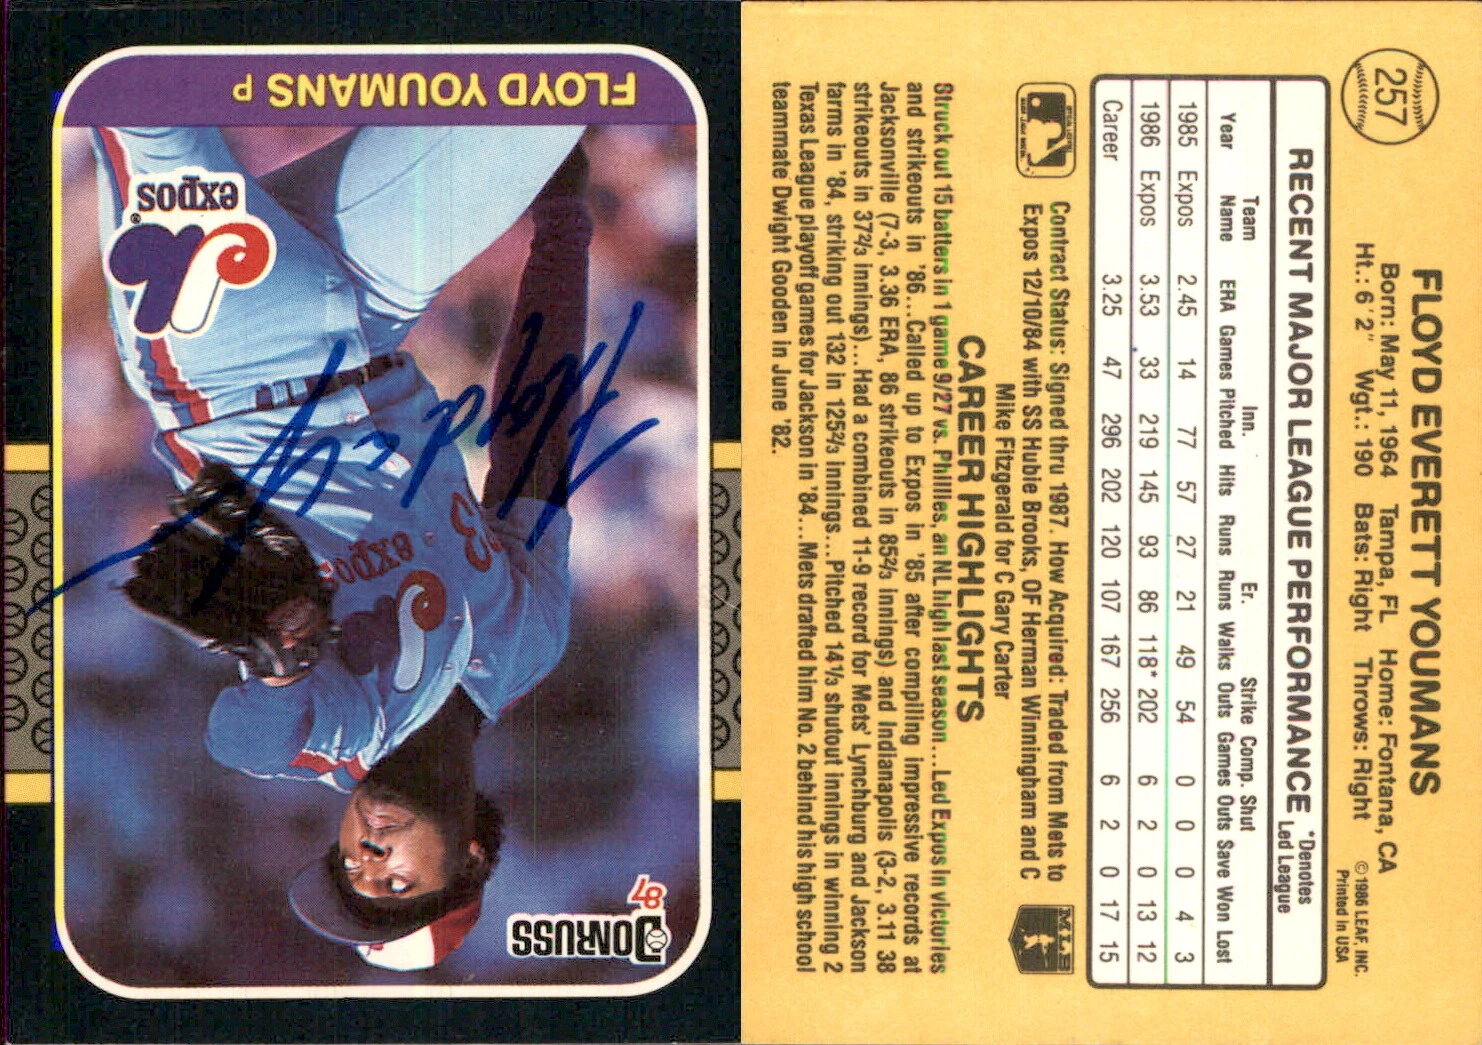 DONRUSS
'87
expos
33
Floyd
expos
®
FLOYD YOUMANS P
257
FLOYD EVERETT YOUMANS
Born: May 11, 1964 Tampa, FL Home: Fontana, CA
Ht.: 6'2" Wgt.: 190 Bats: Right Throws: Right
© 1986 LEAF, INC.
Printed in USA
RECENT MAJOR LEAGUE PERFORMANCE *Denotes Led League
Year Team Name ERA Games Inn. Pitched Hits Runs Er. Runs Walks Strike Outs Comp. Games Shut Outs Save Won Lost
1985 Expos 2.45 14 77 57 27 21 49 54 0 0 0 4 3
1986 Expos 3.53 33 219 145 93 86 118* 202 6 2 0 13 12
Career 3.25 47 296 202 120 107 167 256 6 2 0 17 15
Contract Status: Signed thru 1987. How Acquired: Traded from Mets to
Expos 12/10/84 with SS Hubie Brooks, OF Herman Winningham and C
Mike Fitzgerald for C Gary Carter
MLB
CAREER HIGHLIGHTS
Struck out 15 batters in 1 game 9/27 vs. Phillies, an NL high last season...Led Expos in victories
and strikeouts in '86...Called up to Expos in '85 after compiling impressive records at
Jacksonville (7-3, 3.36 ERA, 86 strikeouts in 85⅔ innings) and Indianapolis (3-2, 3.11 38
strikeouts in 37⅔ innings)...Had a combined 11-9 record for Mets' Lynchburg and Jackson
farms in '84, striking out 132 in 125⅔ innings...Pitched 14⅓ shutout innings in winning 2
Texas League playoff games for Jackson in '84...Mets drafted him No. 2 behind his high school
teammate Dwight Gooden in June '82.